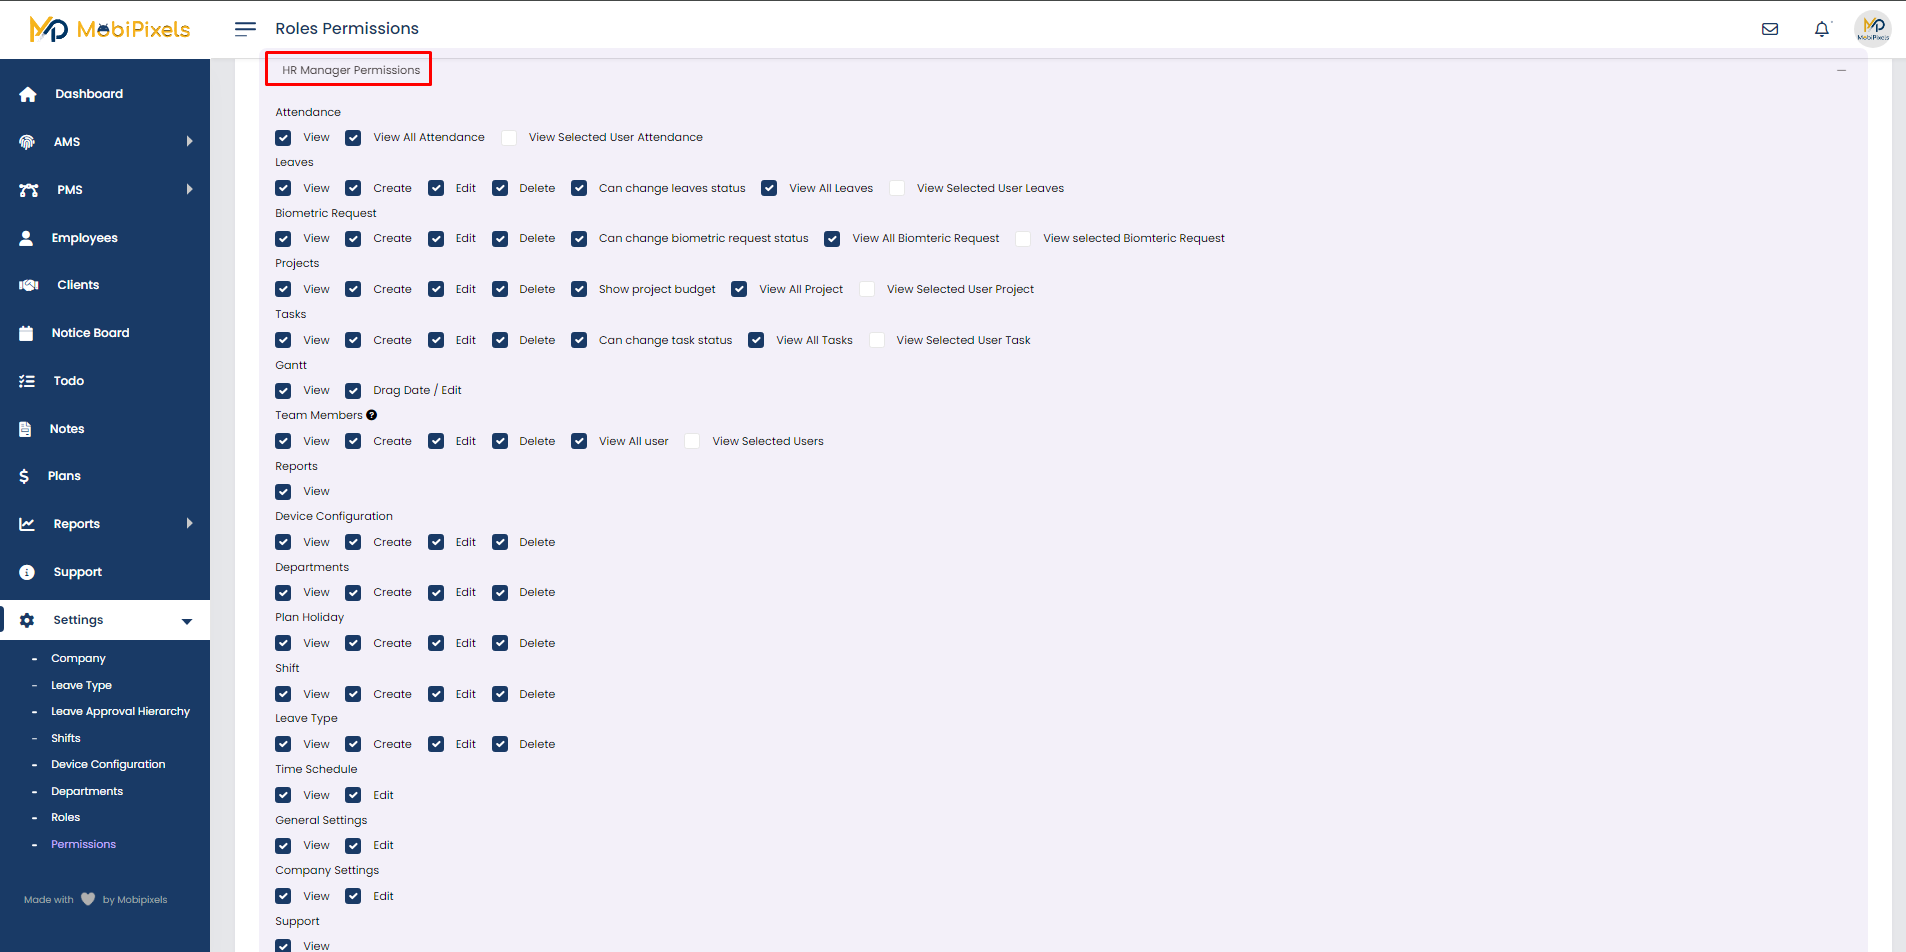 MP MobiPixels
Roles Permissions
MP
MobiPixels
HR Manager Permissions
Dashboard
AMS
PMS
Employees
Clients
Notice Board
Todo
Notes
Plans
Reports
Support
Settings
- Company
- Leave Type
- Leave Approval Hierarchy
- Shifts
- Device Configuration
- Departments
- Roles
- Permissions
Made with by Mobipixels
Attendance
View View All Attendance View Selected User Attendance
Leaves
View Create Edit Delete Can change leaves status View All Leaves View Selected User Leaves
Biometric Request
View Create Edit Delete Can change biometric request status View All Biomteric Request View selected Biomteric Request
Projects
View Create Edit Delete Show project budget View All Project View Selected User Project
Tasks
View Create Edit Delete Can change task status View All Tasks View Selected User Task
Gantt
View Drag Date / Edit
Team Members ?
View Create Edit Delete View All user View Selected Users
Reports
View
Device Configuration
View Create Edit Delete
Departments
View Create Edit Delete
Plan Holiday
View Create Edit Delete
Shift
View Create Edit Delete
Leave Type
View Create Edit Delete
Time Schedule
View Edit
General Settings
View Edit
Company Settings
View Edit
Support
View